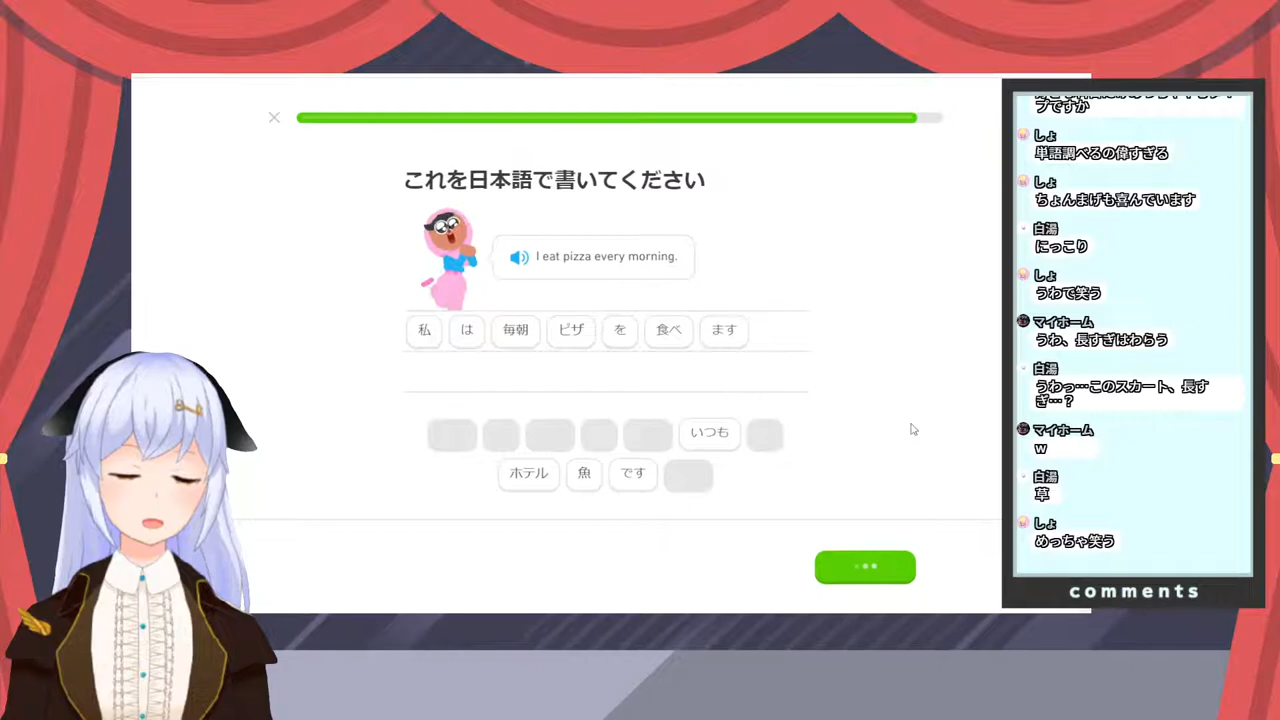 これを日本語で書いてください
I eat pizza every morning.
私 は 毎朝 ピザ を 食べ ます
いつも
ホテル 魚 です
プですか
しょ
単語調べるの偉すぎる
しょ
ちょんまげも喜んでいます
白湯
にっこり
しょ
うわで笑う
マイホーム
うわ、長すぎはわらう
白湯
うわっ…このスカート、長す
ぎ…？
マイホーム
w
白湯
草
しょ
めっちゃ笑う
comments